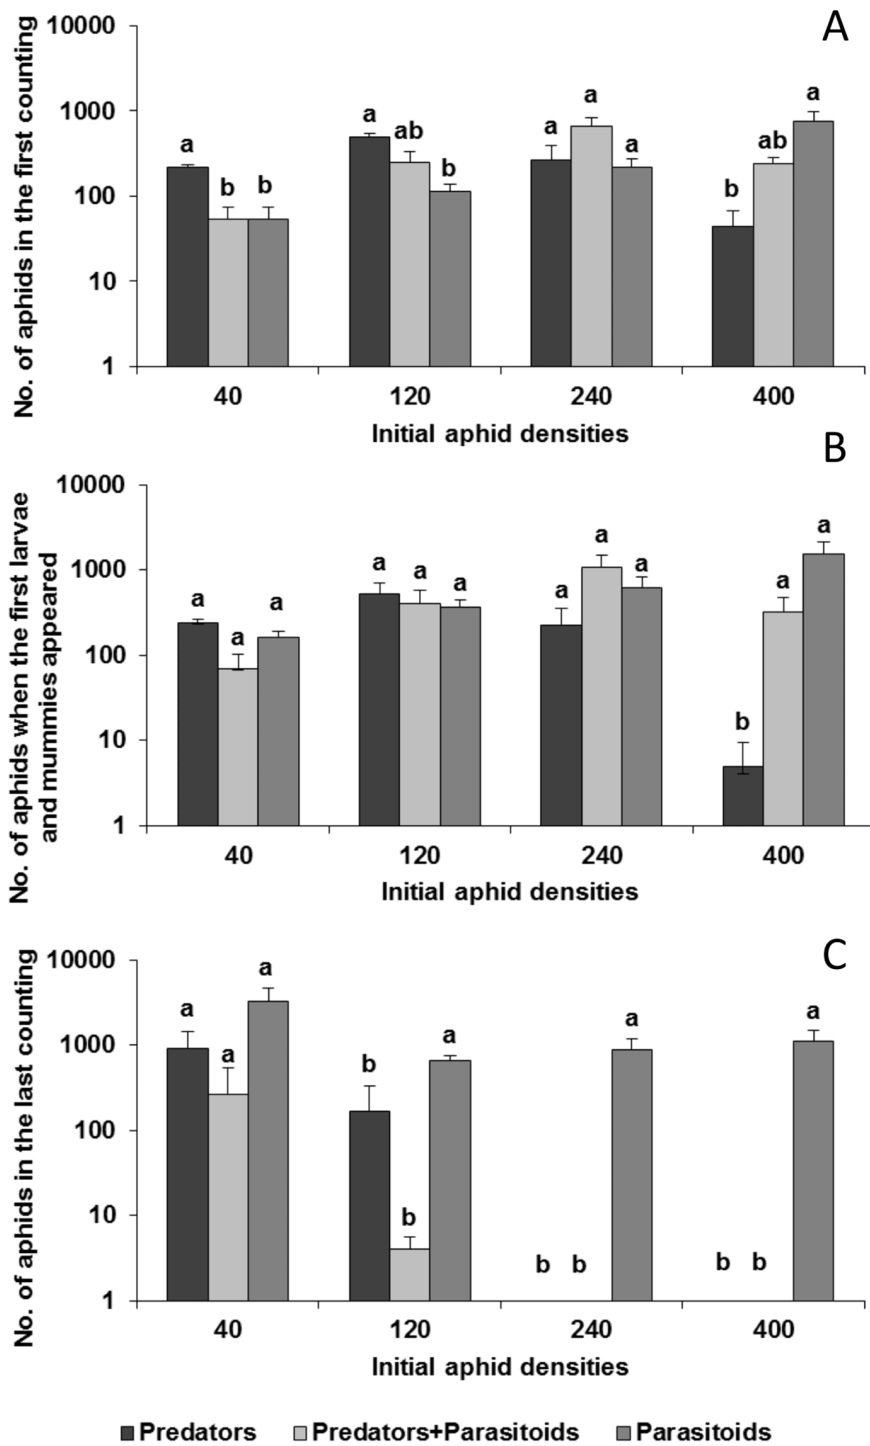 A
No. of aphids in the first counting
10000
1000
100
10
1
a
b
b
a
ab
b
a
a
a
b
ab
a
40
120
240
400
Initial aphid densities
B
No. of aphids when the first larvae
and mummies appeared
10000
1000
100
10
1
a
a
a
a
a
a
a
a
a
b
a
a
40
120
240
400
Initial aphid densities
C
No. of aphids in the last counting
10000
1000
100
10
1
a
a
a
b
b
a
b
b
a
b
b
a
40
120
240
400
Initial aphid densities
Predators
Predators+Parasitoids
Parasitoids